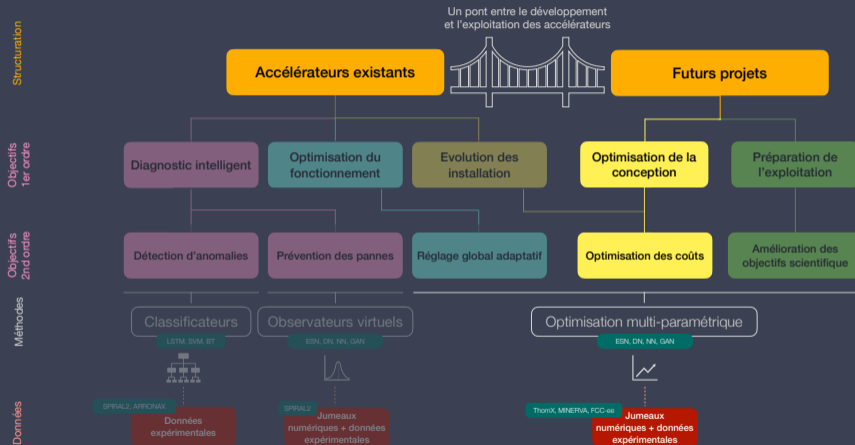 Un pont entre le développement
et l'exploitation des accélérateurs
Structuration
Accélérateurs existants
Futurs projets
Objectifs
1er ordre
Diagnostic intelligent
Optimisation du
fonctionnement
Evolution des
installation
Optimisation de la
conception
Préparation de
l'exploitation
Objectifs
2nd ordre
Détection d'anomalies
Prévention des pannes
Réglage global adaptatif
Optimisation des coûts
Amélioration des
objectifs scientifique
Méthodes
Classificateurs
Observateurs virtuels
Optimisation multi-paramétrique
LSTM, SVM, BT
ESN, DN, NN, GAN
ESN, DN, NN, GAN
Données
SPIRAL2, ARRONAX
Données
expérimentales
SPIRAL2
Jumeaux
numériques + données
expérimentales
ThomX, MINERVA, FCC-ee
Jumeaux
numériques + données
expérimentales